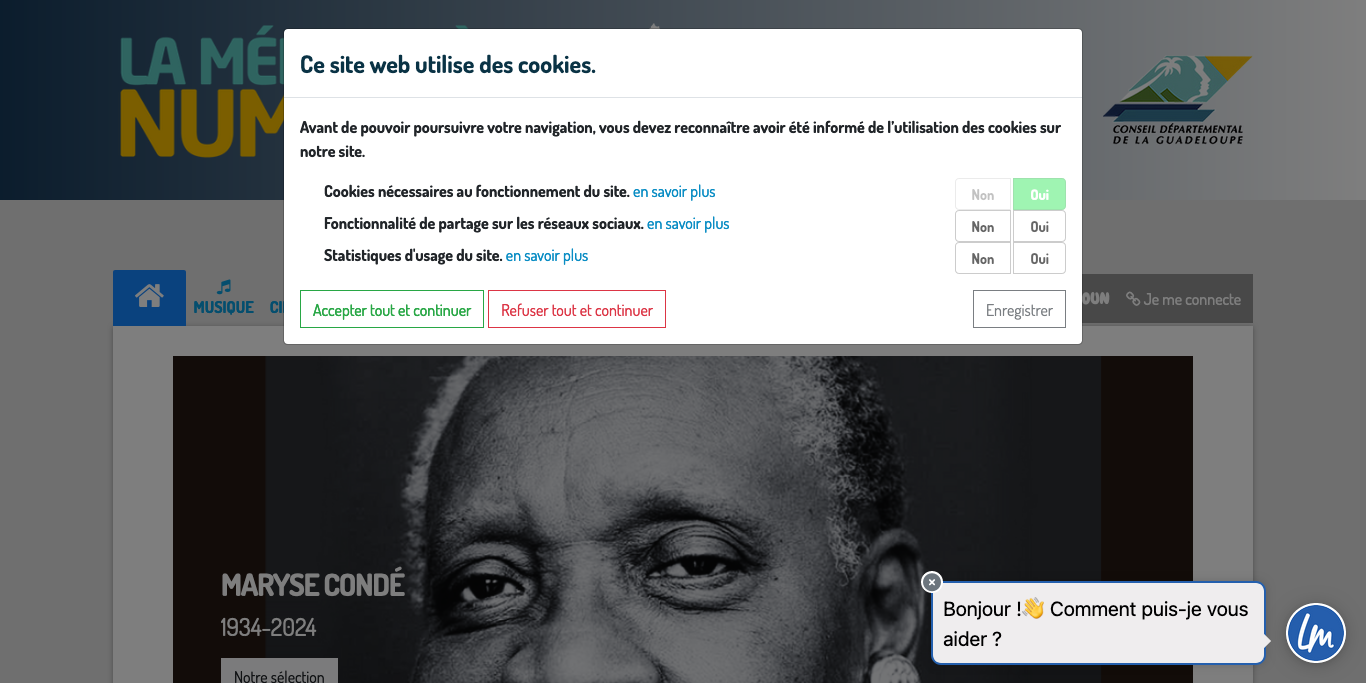 LA MÉ
NUM
Ce site web utilise des cookies.
Avant de pouvoir poursuivre votre navigation, vous devez reconnaître avoir été informé de l'utilisation des cookies sur
notre site.
Cookies nécessaires au fonctionnement du site. en savoir plus Non Oui
Fonctionnalité de partage sur les réseaux sociaux. en savoir plus Non Oui
Statistiques d'usage du site. en savoir plus Non Oui
Accepter tout et continuer Refuser tout et continuer Enregistrer
CONSEIL DÉPARTEMENTAL
DE LA GUADELOUPE
MUSIQUE CI OUN Je me connecte
MARYSE CONDÉ
1934-2024
Notre sélection
Bonjour !👋 Comment puis-je vous
aider ?
lm